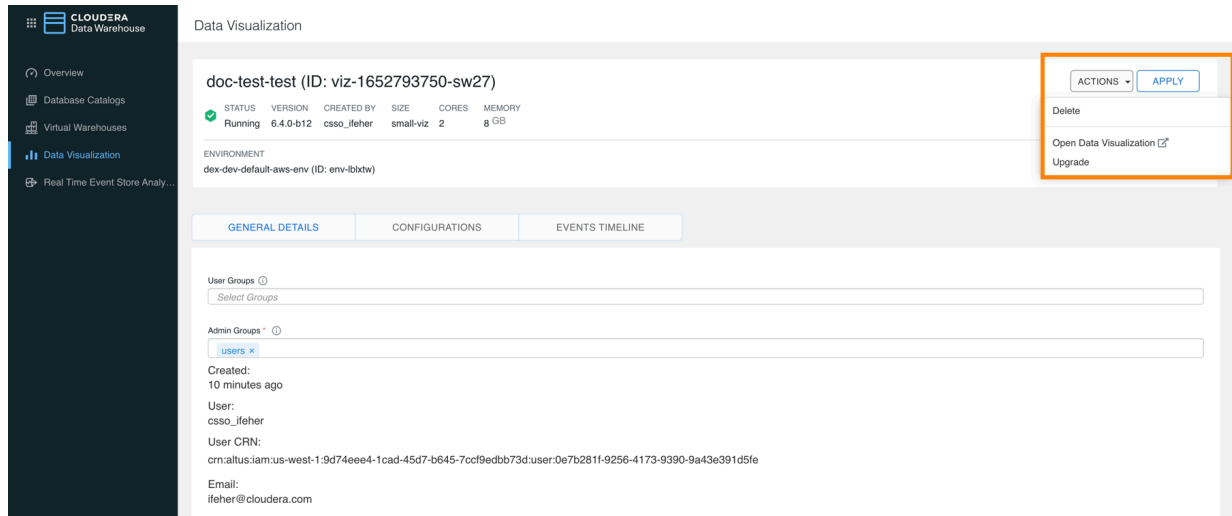 CLOUDERA
Data Warehouse
Data Visualization
Overview
Database Catalogs
Virtual Warehouses
Data Visualization
Real Time Event Store Analy...
doc-test-test (ID: viz-1652793750-sw27)
STATUS VERSION CREATED BY SIZE CORES MEMORY
Running 6.4.0-b12 csso_ifeher small-viz 2 8 GB
ENVIRONMENT
dex-dev-default-aws-env (ID: env-lblxtw)
ACTIONS APPLY
Delete
Open Data Visualization
Upgrade
GENERAL DETAILS CONFIGURATIONS EVENTS TIMELINE
User Groups
Select Groups
Admin Groups *
users ×
Created:
10 minutes ago
User:
csso_ifeher
User CRN:
crn:altus:iam:us-west-1:9d74eee4-1cad-45d7-b645-7ccf9edbb73d:user:0e7b281f-9256-4173-9390-9a43e391d5fe
Email:
ifeher@cloudera.com